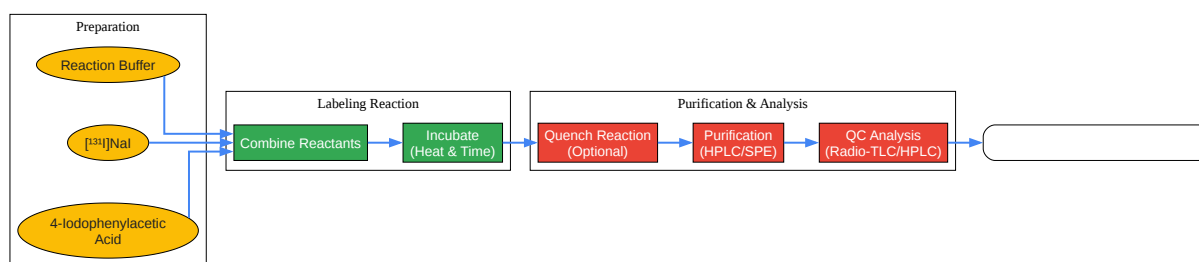 Preparation
Reaction Buffer
[¹³¹I]NaI
4-Iodophenylacetic
Acid
Labeling Reaction
Combine Reactants
Incubate
(Heat & Time)
Purification & Analysis
Quench Reaction
(Optional)
Purification
(HPLC/SPE)
QC Analysis
(Radio-TLC/HPLC)